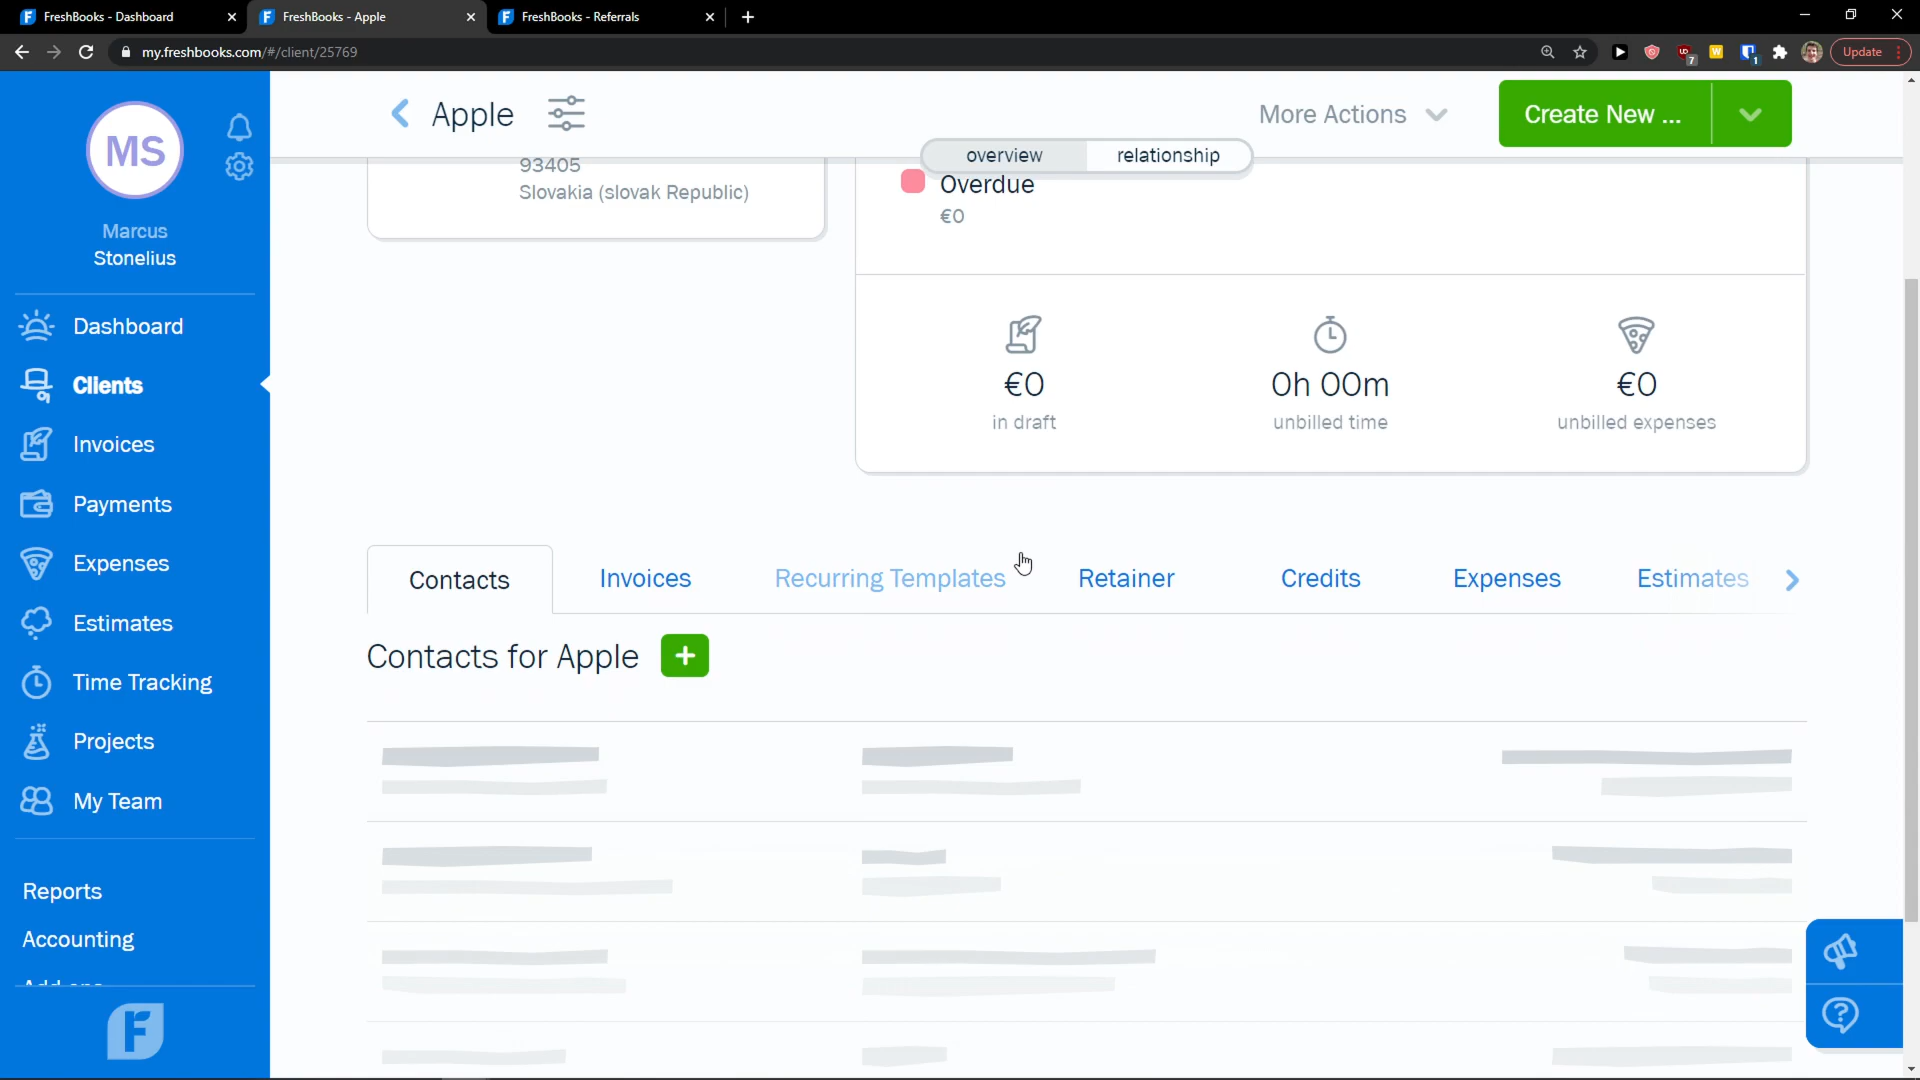 FreshBooks - Dashboard
FreshBooks - Apple
FreshBooks - Referrals
my.freshbooks.com/#/client/25769
7
W
1
Update
MS
Marcus
Stonelius
Dashboard
Clients
Invoices
Payments
Expenses
Estimates
Time Tracking
Projects
My Team
Reports
Accounting
Apple
More Actions
Create New ...
overview
relationship
93405
Slovakia (slovak Republic)
Overdue
€0
€0
in draft
0h 00m
unbilled time
€0
unbilled expenses
Contacts
Invoices
Recurring Templates
Retainer
Credits
Expenses
Estimates
Contacts for Apple